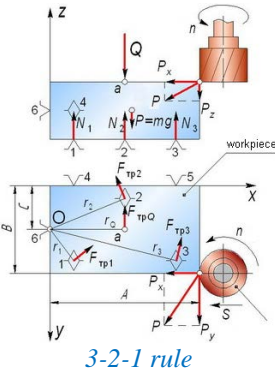 z
Q
n
a
Px
P
Pz
6
4
N1
N2
P=mg
N3
1
2
3
workpiece
Fтр2
4
5
x
r2
2
FтрQ
B
C
O
6
rQ
a
Fтр3
r1
1
Fтр1
r3
3
n
A
Px
P
Py
S
y
3-2-1 rule